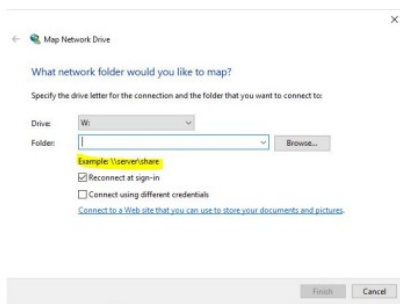 Map Network Drive
What network folder would you like to map?
Specify the drive letter for the connection and the folder that you want to connect to:
Drive: W:
Folder: Browse...
Example: \\server\share
Reconnect at sign-in
Connect using different credentials
Connect to a Web site that you can use to store your documents and pictures.
Finish Cancel